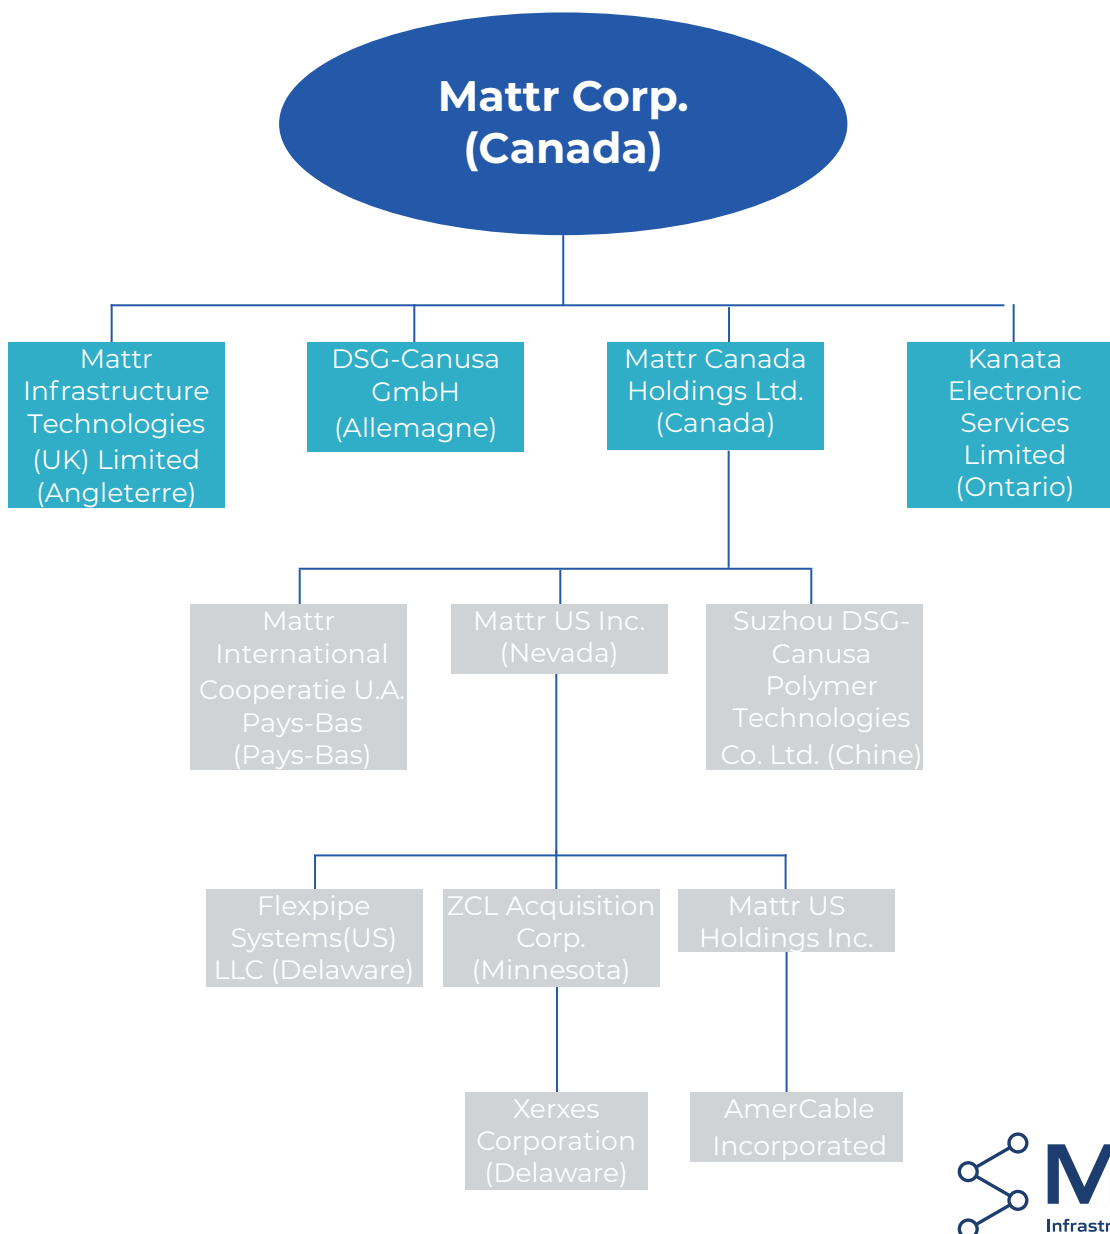 Mattr Corp.
(Canada)
Mattr
Infrastructure
Technologies
(UK) Limited
(Angleterre)
DSG-Canusa
GmbH
(Allemagne)
Mattr Canada
Holdings Ltd.
(Canada)
Kanata
Electronic
Services
Limited
(Ontario)
Mattr
International
Cooperatie U.A.
Pays-Bas
(Pays-Bas)
Mattr US Inc.
(Nevada)
Suzhou DSG-
Canusa
Polymer
Technologies
Co. Ltd. (Chine)
Flexpipe
Systems(US)
LLC (Delaware)
ZCL Acquisition
Corp.
(Minnesota)
Mattr US
Holdings Inc.
Xerxes
Corporation
(Delaware)
AmerCable
Incorporated